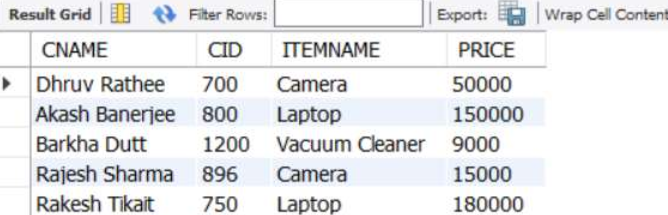 Result Grid Filter Rows: Export: Wrap Cell Content
CNAME CID ITEMNAME PRICE
Dhruv Rathee 700 Camera 50000
Akash Banerjee 800 Laptop 150000
Barkha Dutt 1200 Vacuum Cleaner 9000
Rajesh Sharma 896 Camera 15000
Rakesh Tikait 750 Laptop 180000